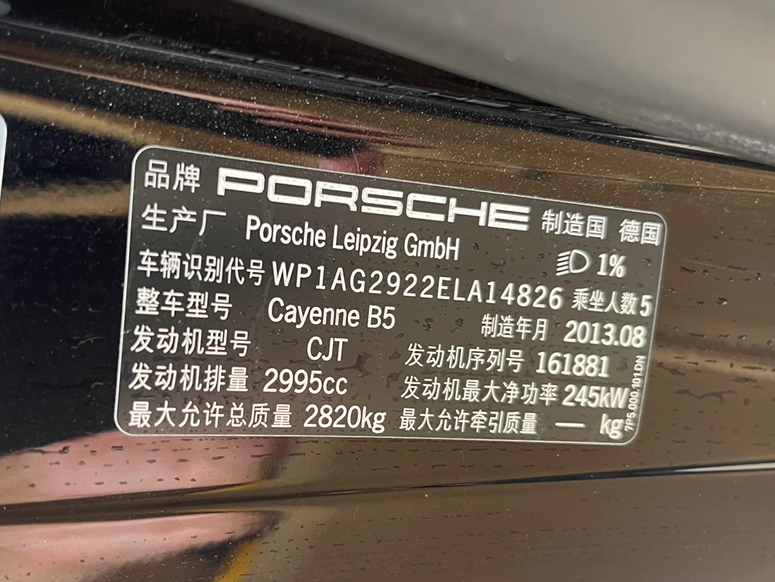 品牌 PORSCHE 制造国 德国
生产厂 Porsche Leipzig GmbH 1%
车辆识别代号 WP1AG2922ELA14826 乘坐人数 5
整车型号 Cayenne B5 制造年月 2013.08
发动机型号 CJT 发动机序列号 161881
发动机排量 2995cc 发动机最大净功率 245kW
最大允许总质量 2820kg 最大允许牵引质量 — kg
7P5.000.191.DN